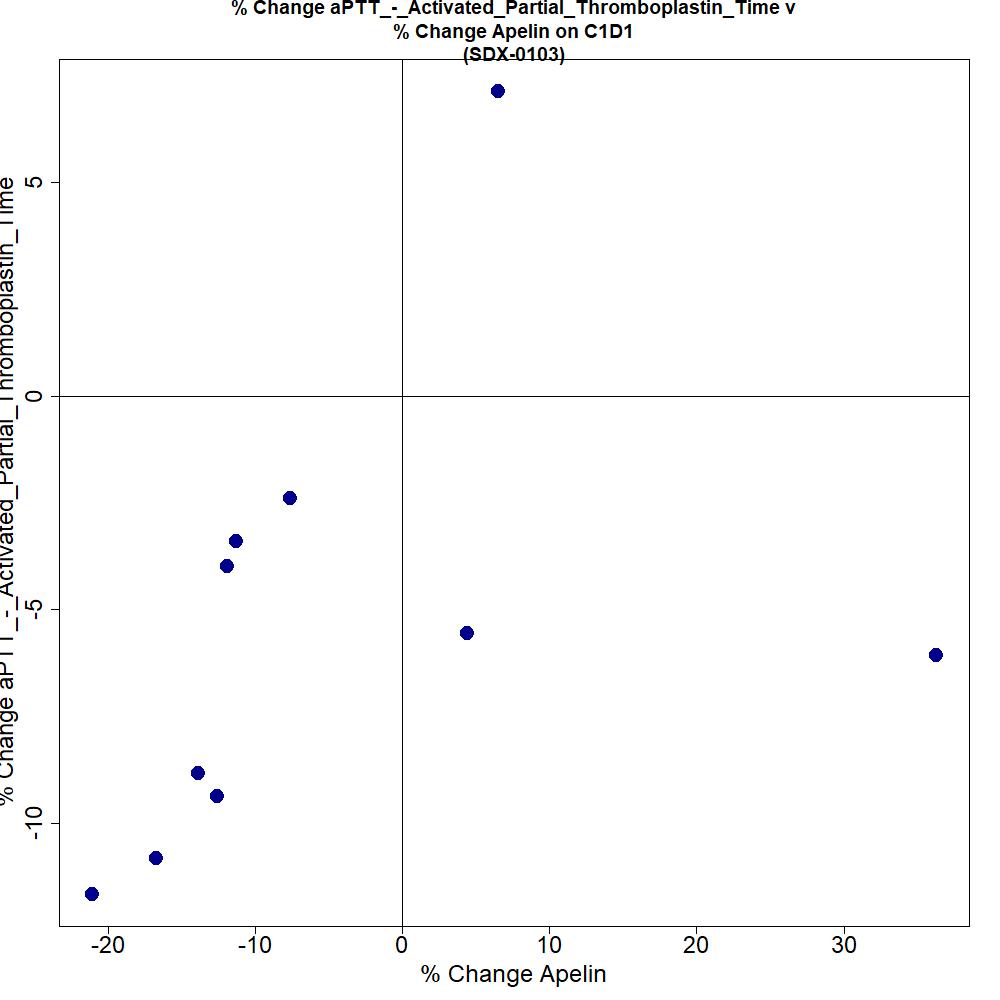 % Change aPTT_-_Activated_Partial_Thromboplastin_Time v
% Change Apelin on C1D1
(SDX-0103)
% Change aPTT_-_Activated_Partial_Thromboplastin_Time
5
0
-5
-10
-20
-10
0
10
20
30
% Change Apelin